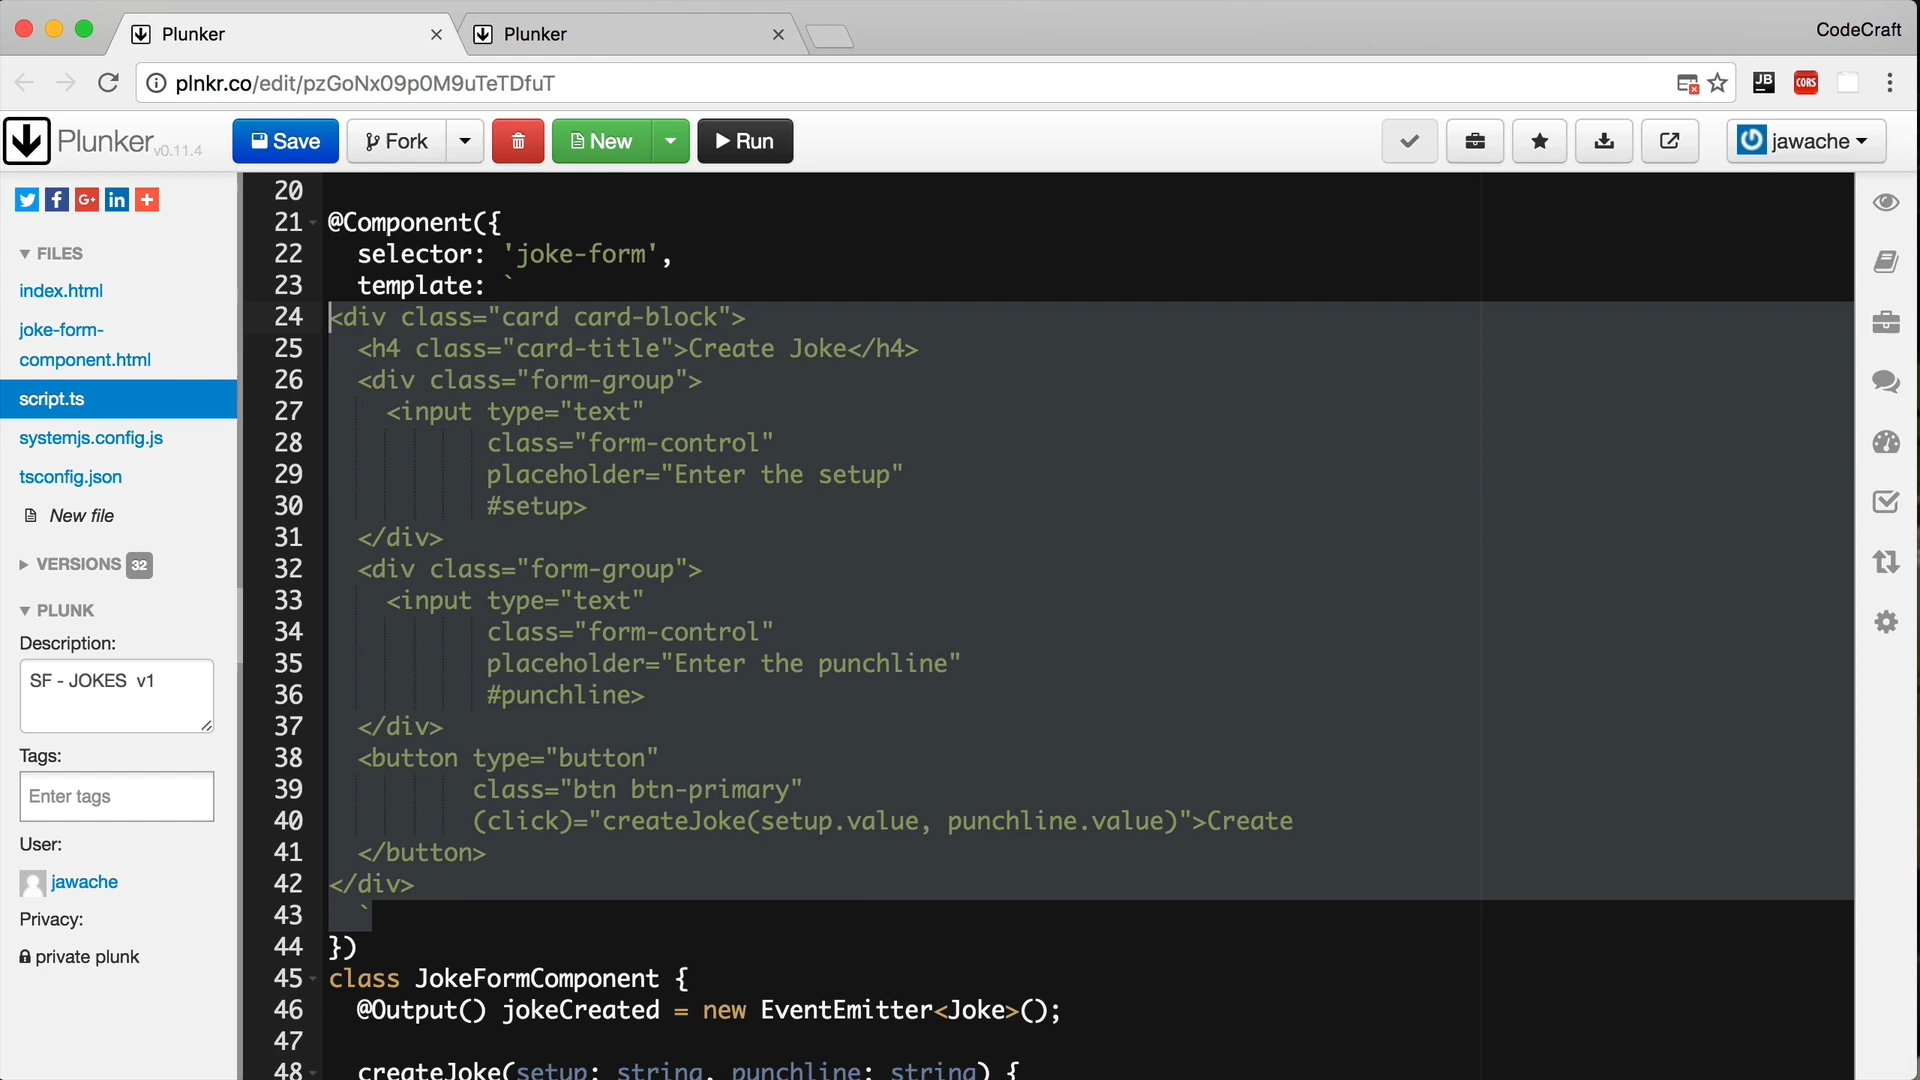 Plunker
Plunker
CodeCraft
plnkr.co/edit/pzGoNx09p0M9uTeTDfuT
JB
CORS
Plunker v0.11.4
Save
Fork
New
Run
jawache
FILES
index.html
joke-form-
component.html
script.ts
systemjs.config.js
tsconfig.json
New file
VERSIONS 32
PLUNK
Description:
SF - JOKES  v1
Tags:
Enter tags
User:
jawache
Privacy:
private plunk
20
21 @Component({
22   selector: 'joke-form',
23   template: `
24 <div class="card card-block">
25   <h4 class="card-title">Create Joke</h4>
26   <div class="form-group">
27     <input type="text"
28            class="form-control"
29            placeholder="Enter the setup"
30            #setup>
31   </div>
32   <div class="form-group">
33     <input type="text"
34            class="form-control"
35            placeholder="Enter the punchline"
36            #punchline>
37   </div>
38   <button type="button"
39           class="btn btn-primary"
40           (click)="createJoke(setup.value, punchline.value)">Create
41   </button>
42 </div>
43   `
44 })
45 class JokeFormComponent {
46   @Output() jokeCreated = new EventEmitter<Joke>();
47
48   createJoke(setup: string, punchline: string) {